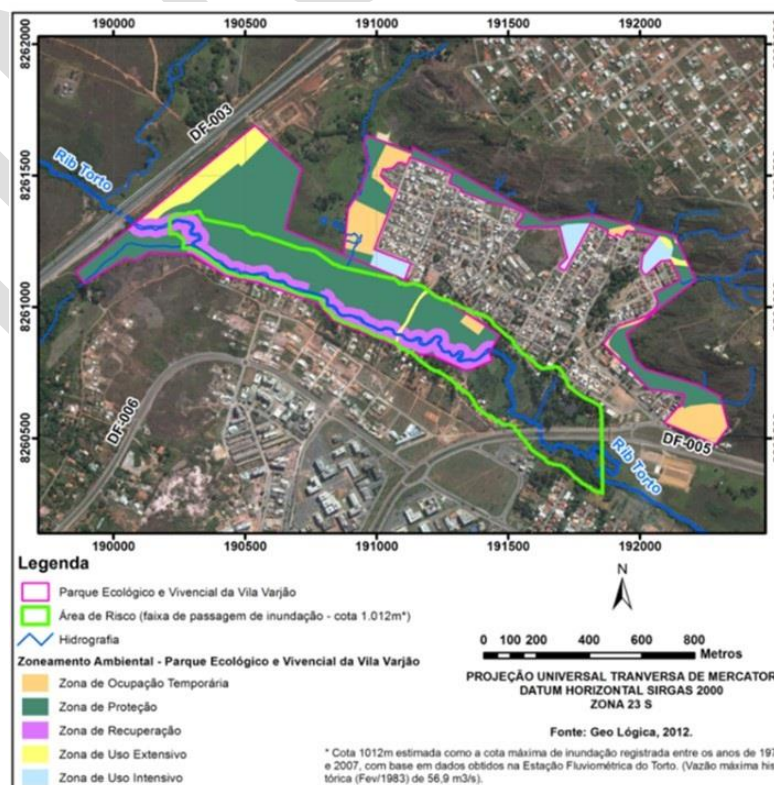 190000 190500 191000 191500 192000
8262000
8261500
8261000
8260500
DF-003
Rib Torto
DF-006
DF-005
Rib Torto
190000 190500 191000 191500 192000
Legenda
Parque Ecológico e Vivencial da Vila Varjão
Área de Risco (faixa de passagem de inundação - cota 1.012m*)
Hidrografia
Zoneamento Ambiental - Parque Ecológico e Vivencial da Vila Varjão
Zona de Ocupação Temporária
Zona de Proteção
Zona de Recuperação
Zona de Uso Extensivo
Zona de Uso Intensivo
N
0 100 200 400 600 800
Metros
PROJEÇÃO UNIVERSAL TRANVERSA DE MERCATOR
DATUM HORIZONTAL SIRGAS 2000
ZONA 23 S
Fonte: Geo Lógica, 2012.
* Cota 1012m estimada como a cota máxima de inundação registrada entre os anos de 197
e 2007, com base em dados obtidos na Estação Fluviométrica do Torto. (Vazão máxima his
tórica (Fev/1983) de 56,9 m3/s).